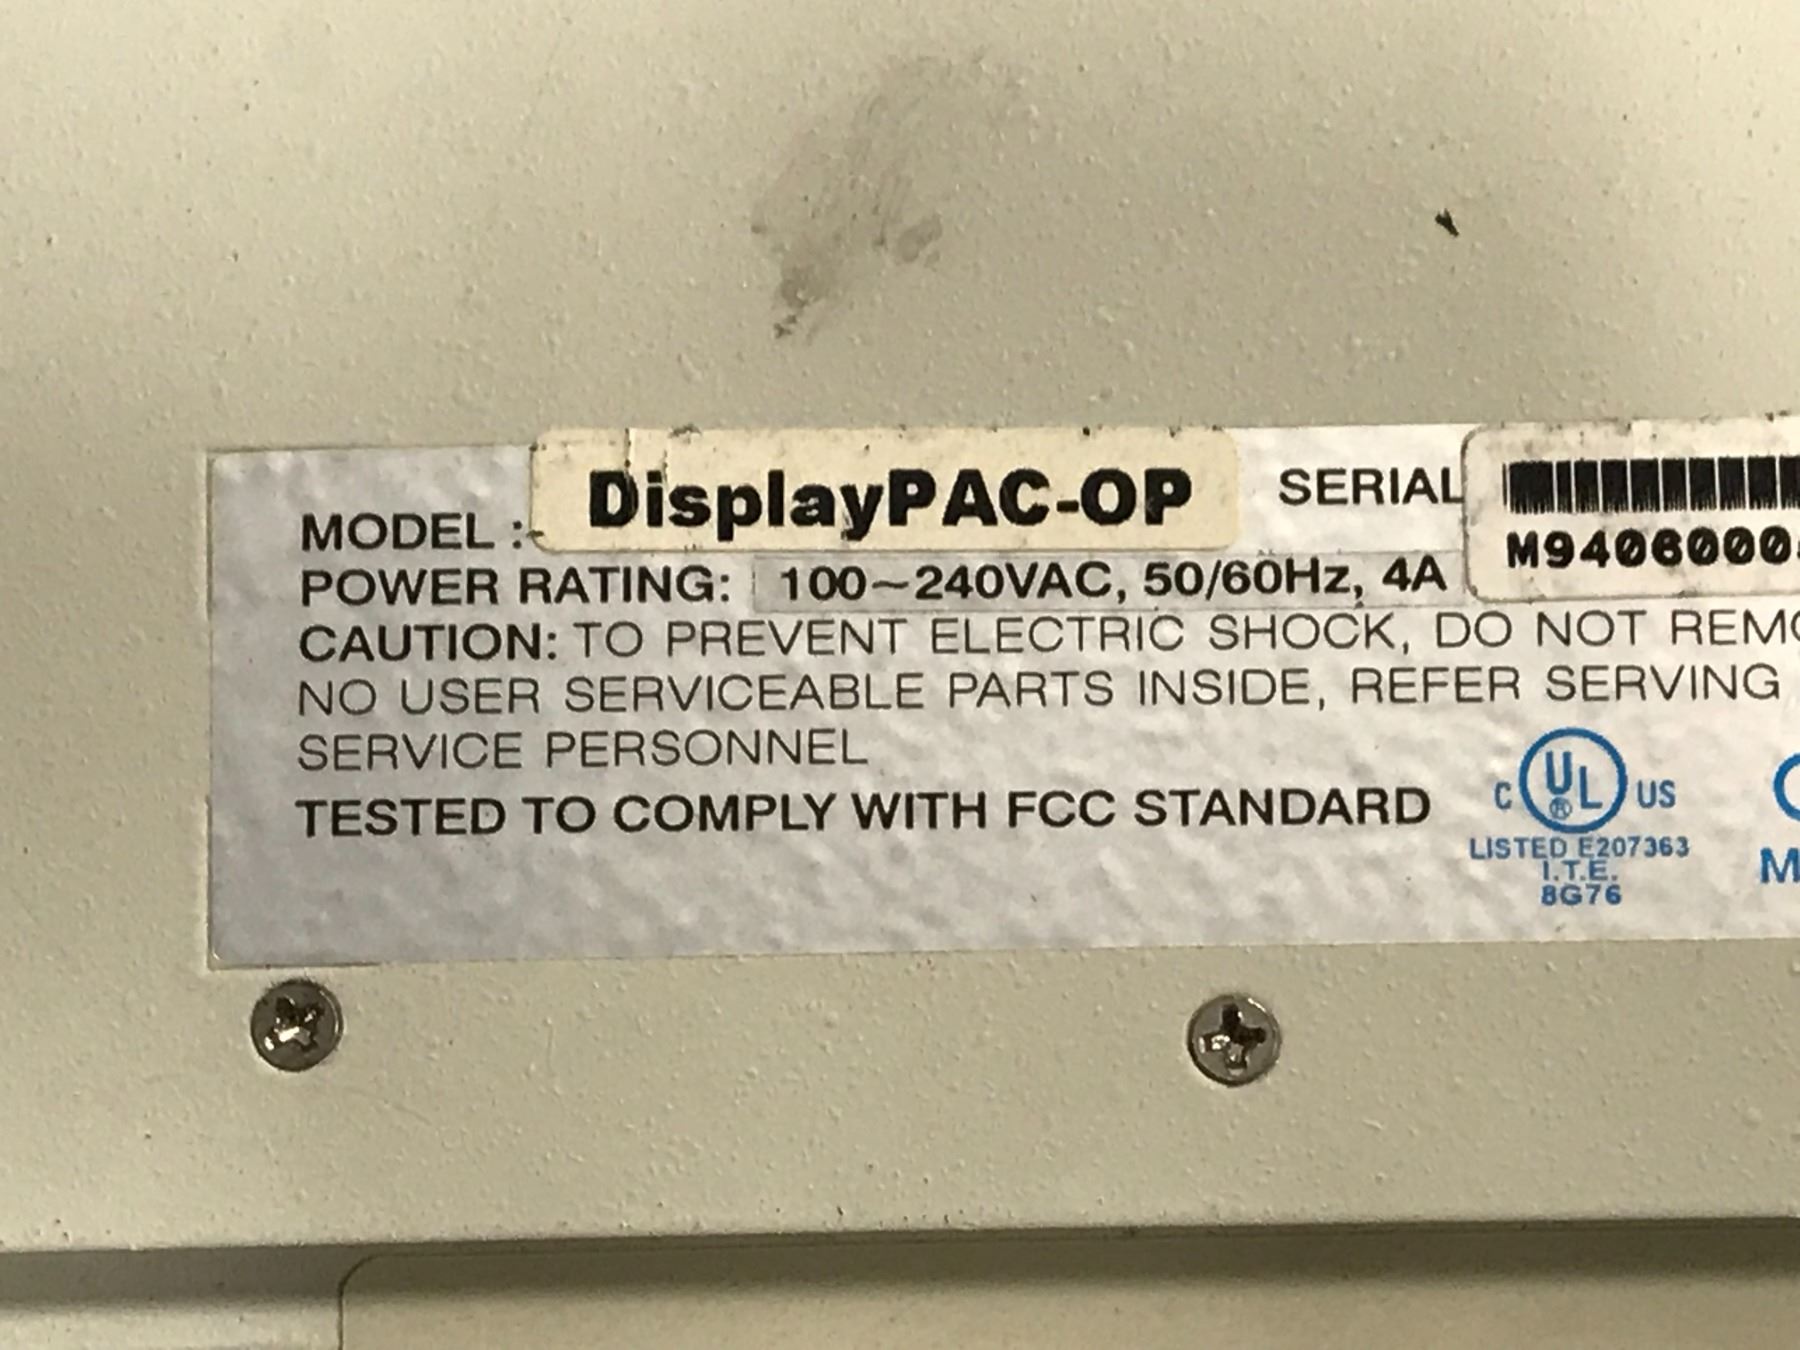 MODEL : DisplayPAC-OP SERIAL
M9406000
POWER RATING: 100~240VAC, 50/60Hz, 4A
CAUTION: TO PREVENT ELECTRIC SHOCK, DO NOT
NO USER SERVICEABLE PARTS INSIDE, REFER SERVING
SERVICE PERSONNEL
TESTED TO COMPLY WITH FCC STANDARD
C UL ® US
LISTED E207363
I.T.E.
8G76